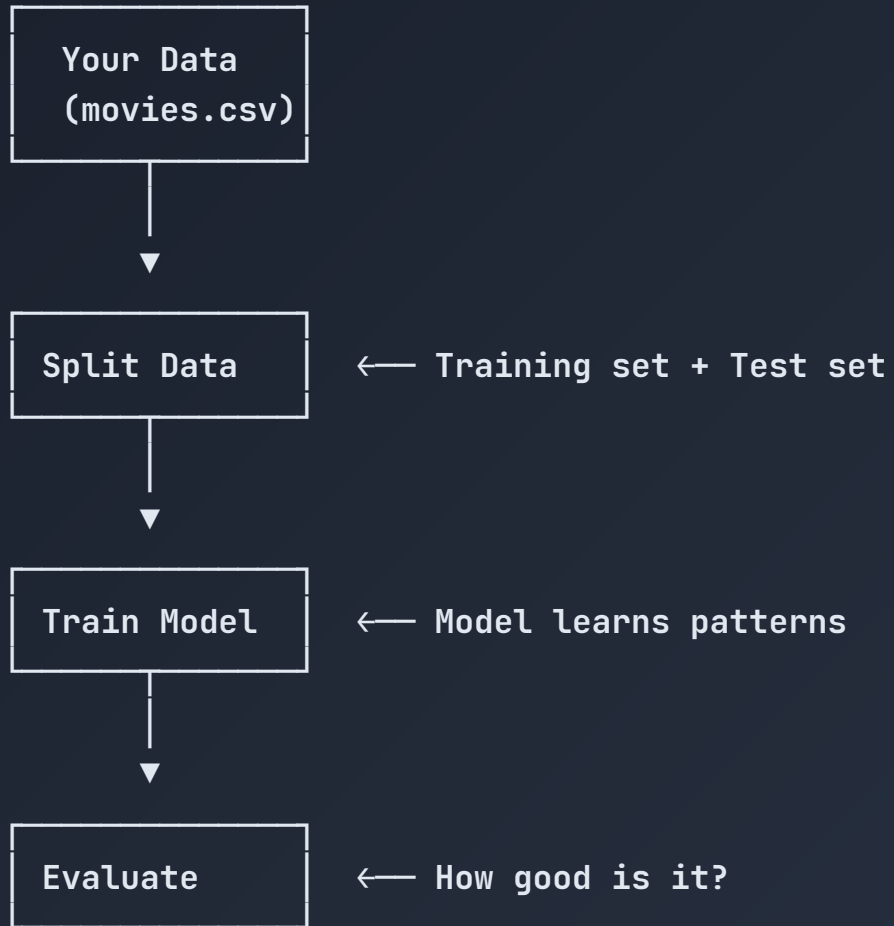 Your Data
(movies.csv)
Split Data ←── Training set + Test set
Train Model ←── Model learns patterns
Evaluate ←── How good is it?